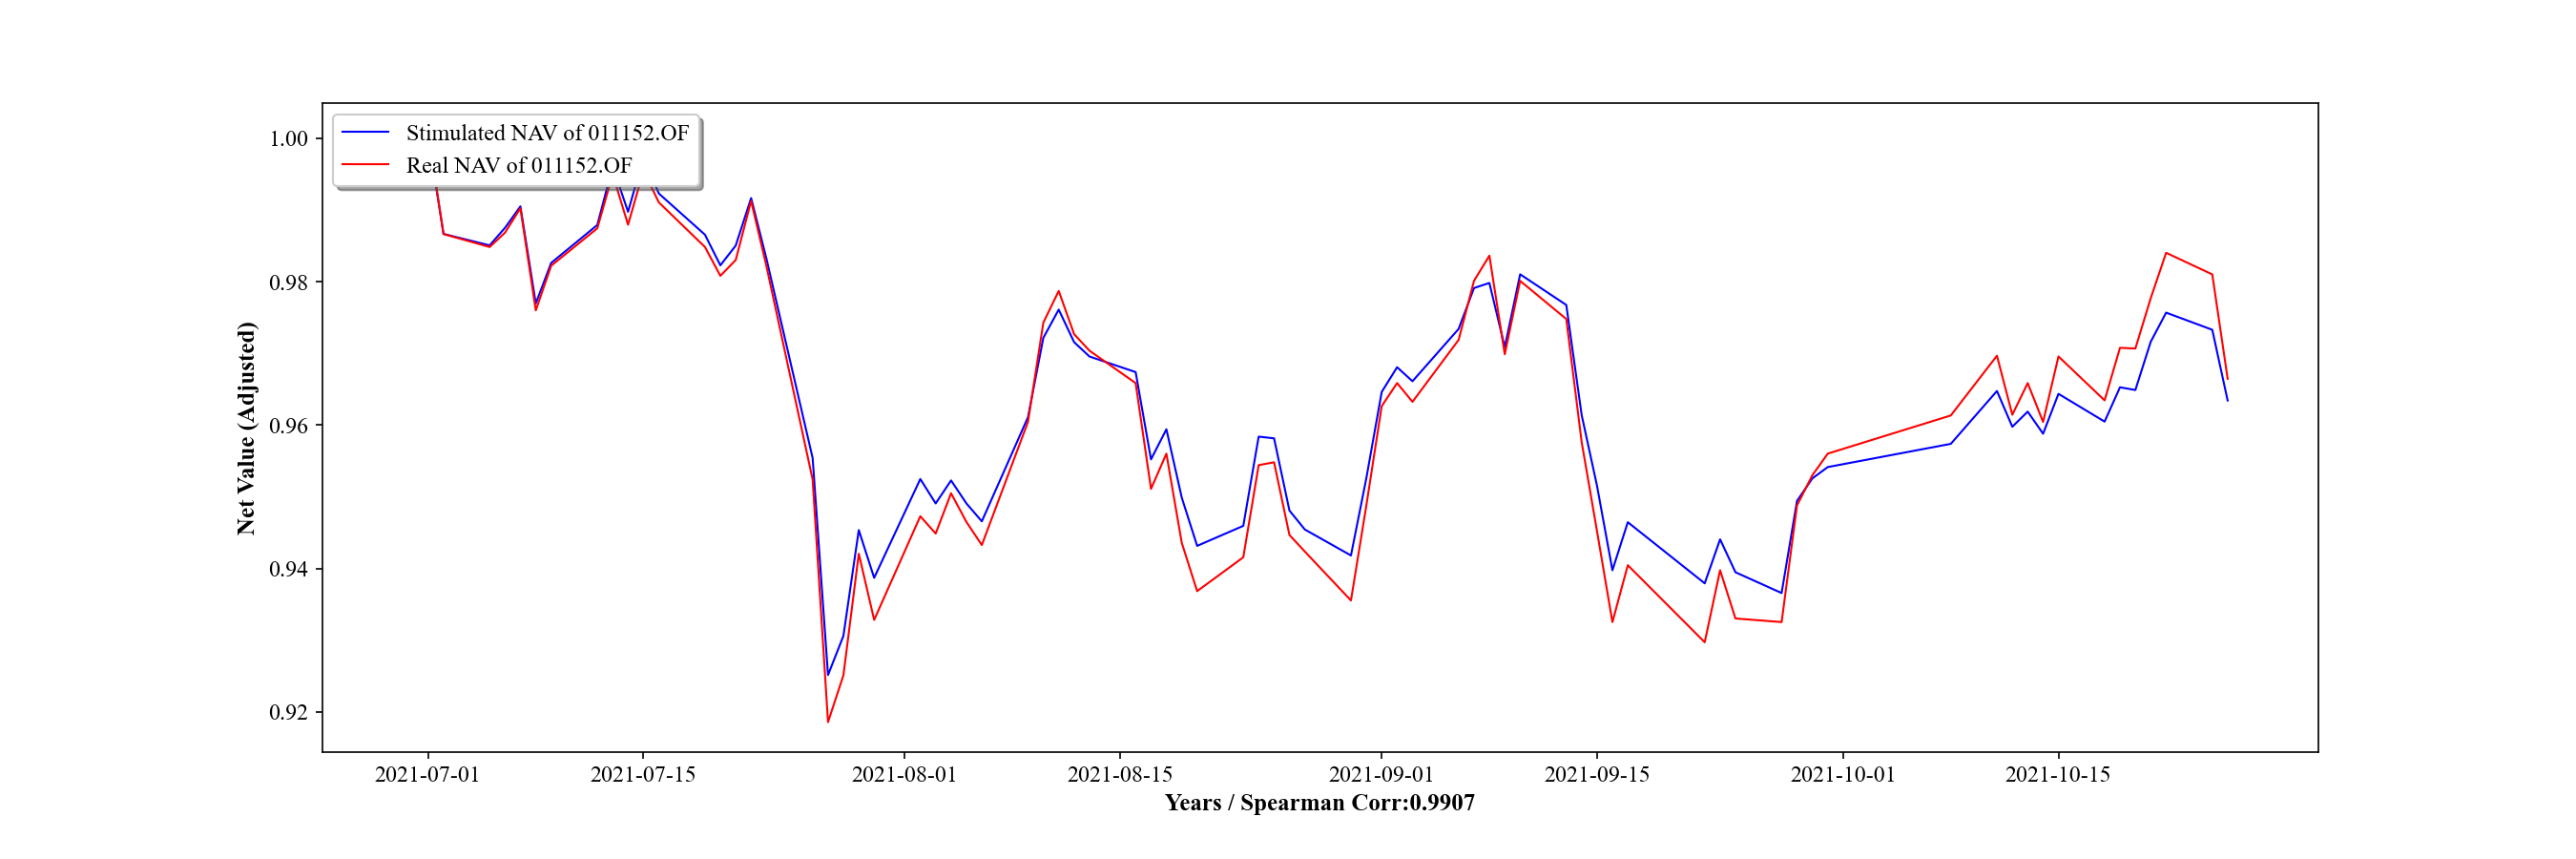 Stimulated NAV of 011152.OF
Real NAV of 011152.OF
1.00
0.98
0.96
0.94
0.92
Net Value (Adjusted)
2021-07-01 2021-07-15 2021-08-01 2021-08-15 2021-09-01 2021-09-15 2021-10-01 2021-10-15
Years / Spearman Corr:0.9907